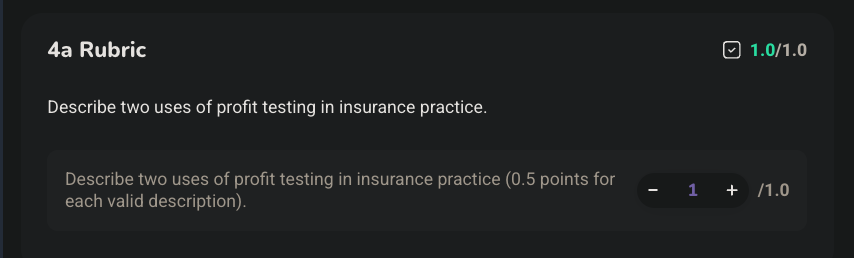 4a Rubric
1.0/1.0
Describe two uses of profit testing in insurance practice.
Describe two uses of profit testing in insurance practice (0.5 points for
each valid description).
− 1 + /1.0